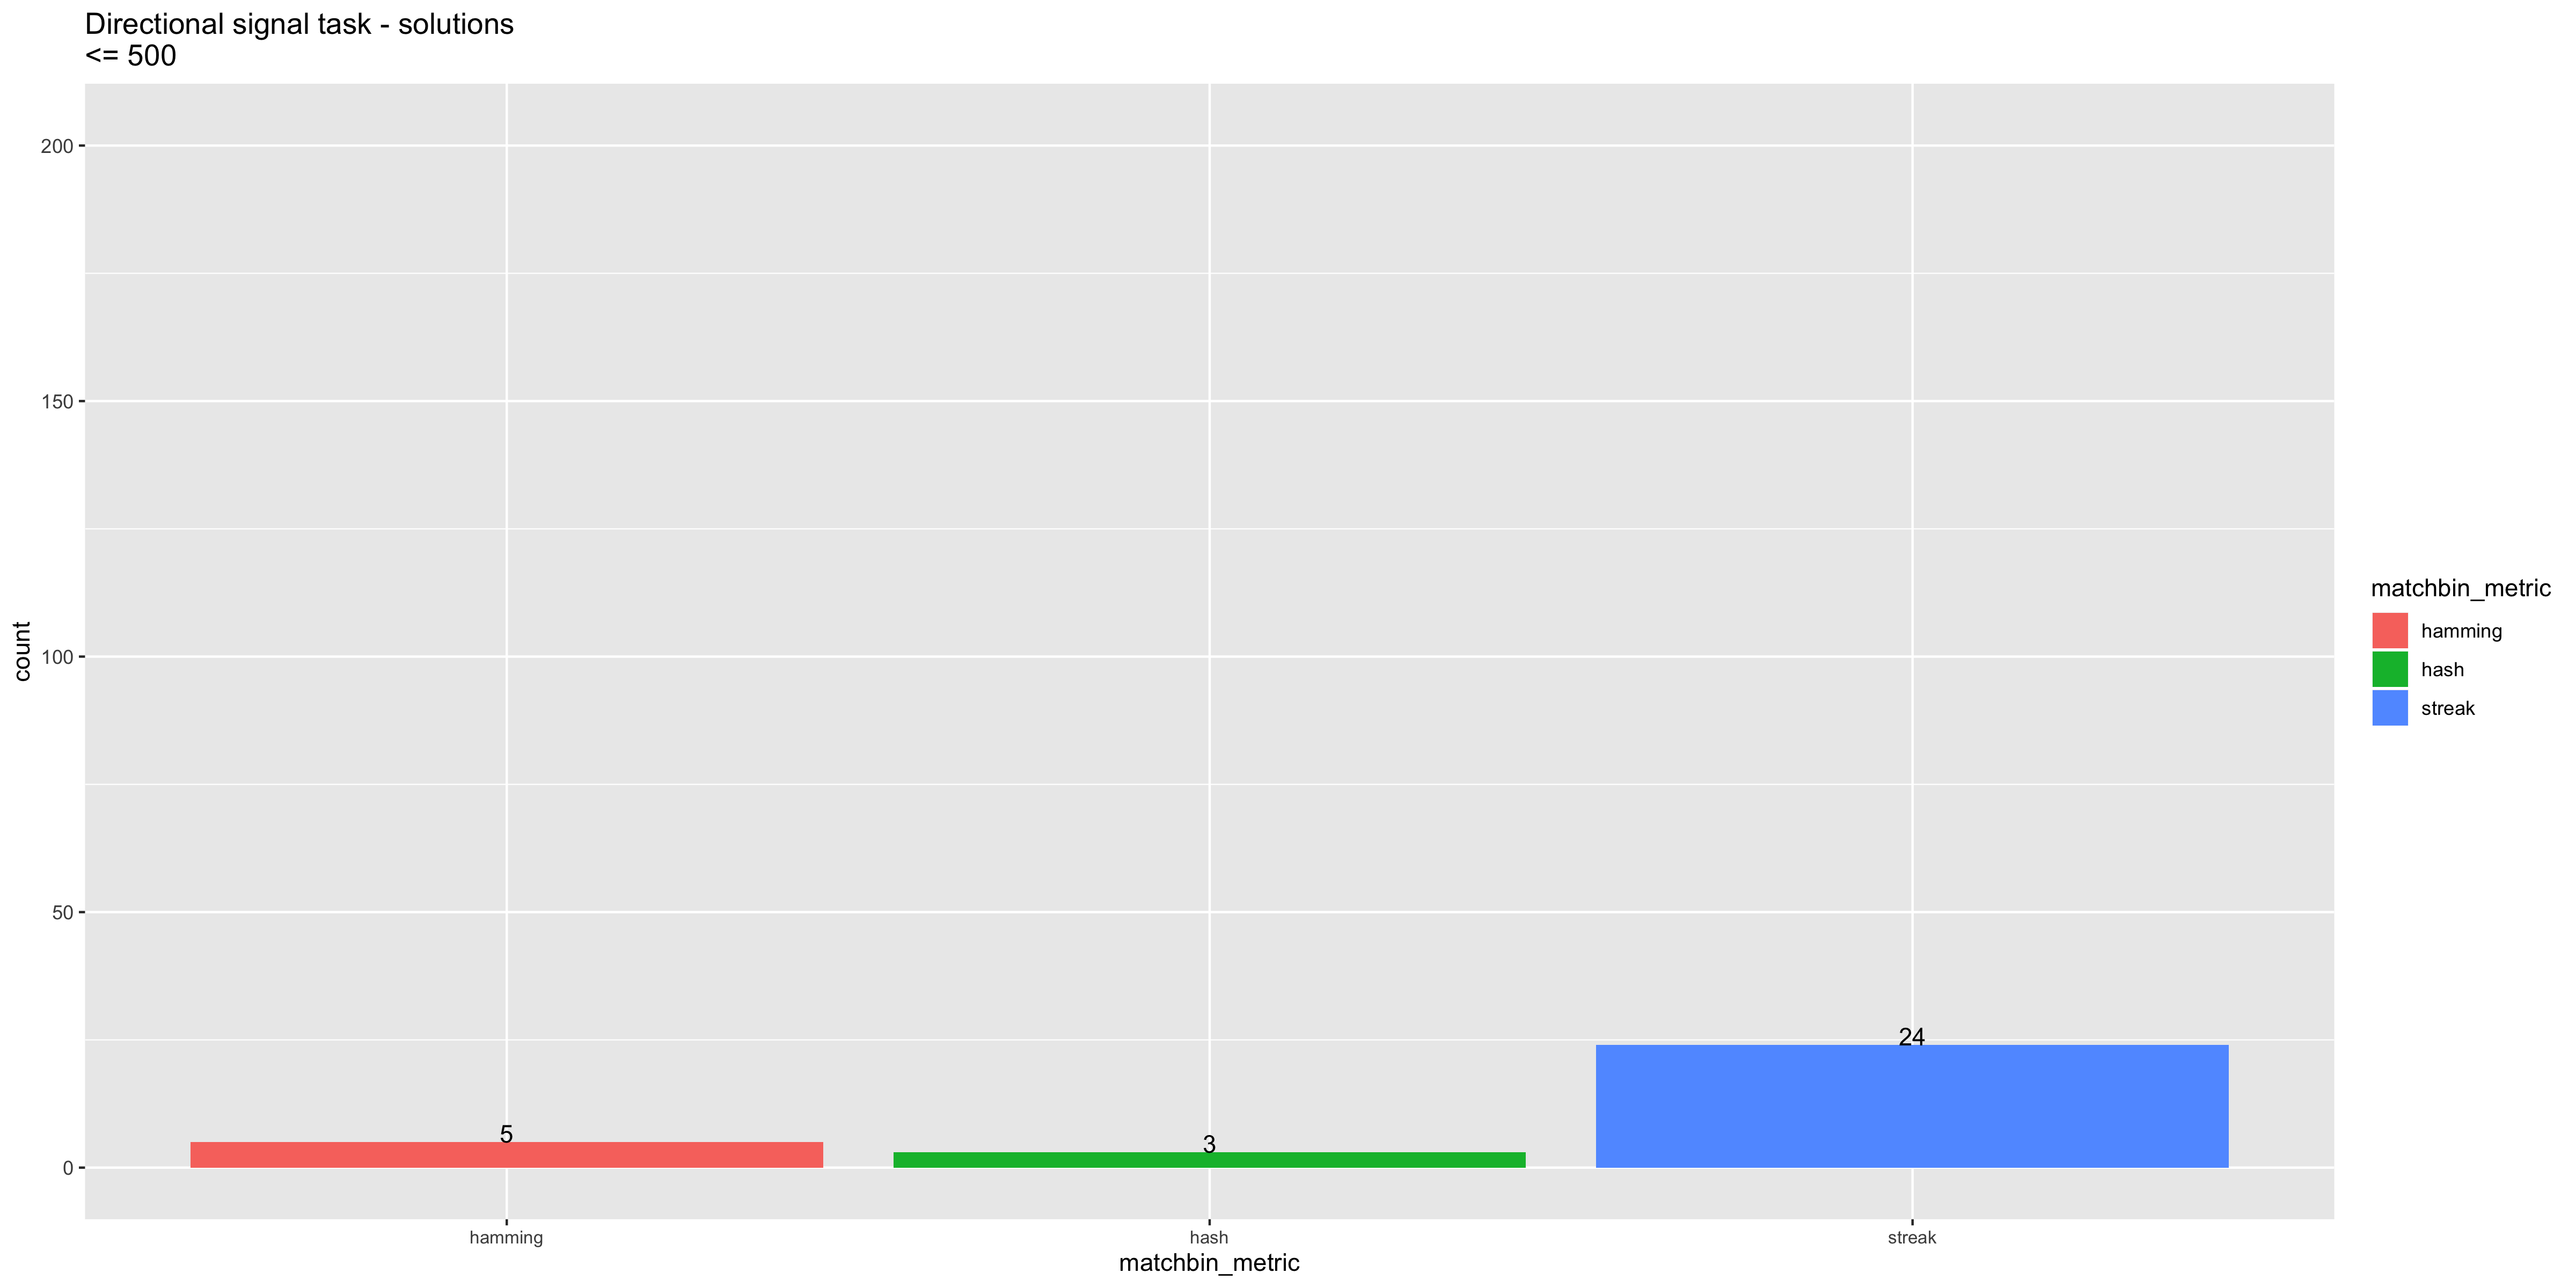 Directional signal task - solutions
<= 500
200
150
100
50
0
count
5
3
24
hamming
hash
streak
matchbin_metric
matchbin_metric
hamming
hash
streak